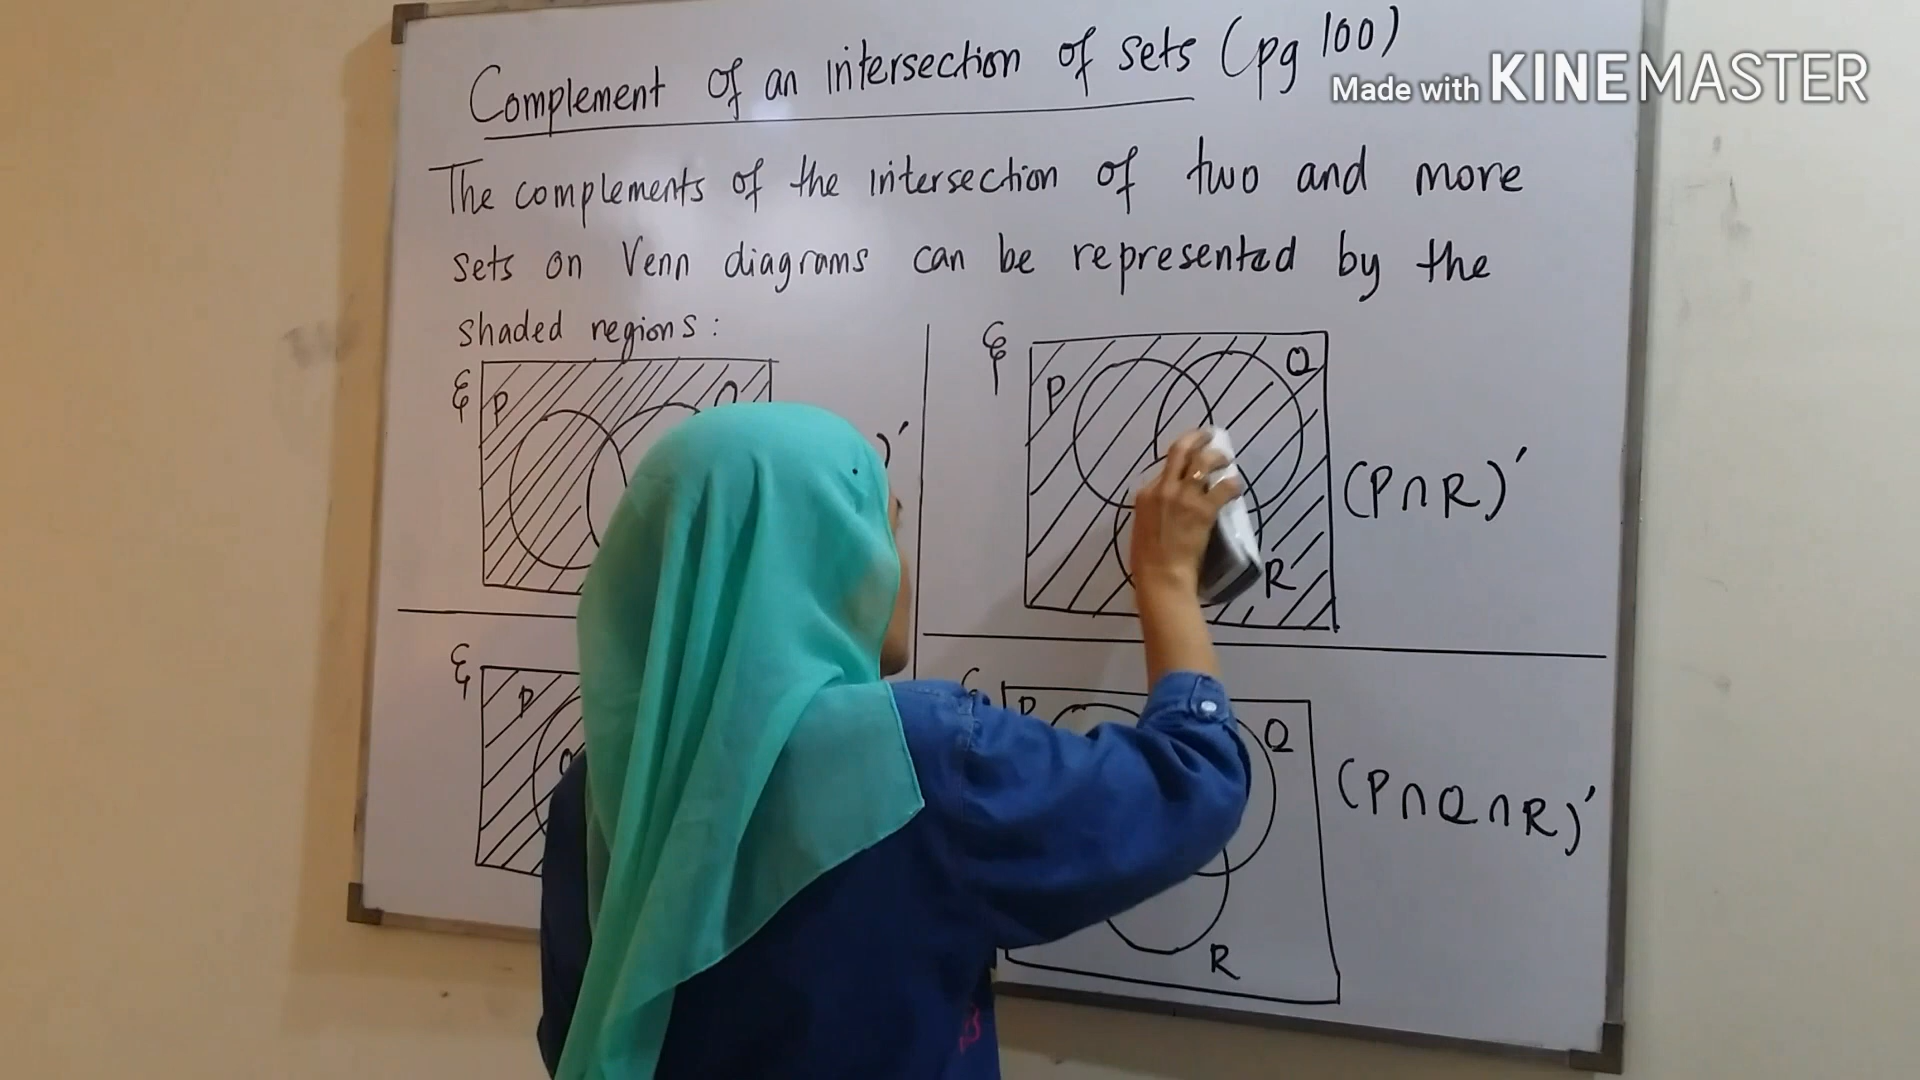 Complement of an intersection of sets (pg 100)
Made with KINEMASTER
The complements of the intersection of two and more
sets on Venn diagrams can be represented by the
shaded regions:
ξ
P
Q
)′
ξ
P
Q
R
(P∩R)′
ξ
P
ξ
P
Q
R
(P∩Q∩R)′